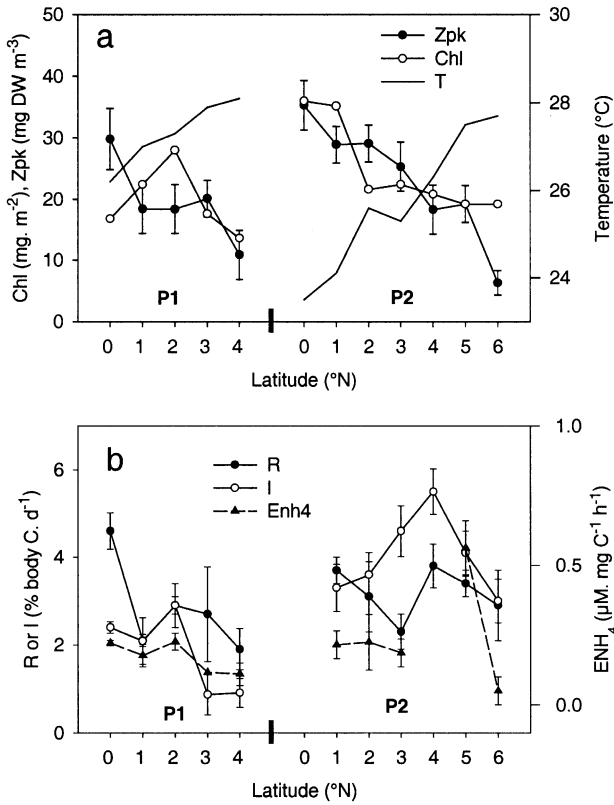 a
Zpk
Chl
T
Chl (mg. m-2), Zpk (mg DW m-3)
50
40
30
20
10
0
30
28
26
24
Temperature (°C)
P1
P2
0 1 2 3 4 0 1 2 3 4 5 6
Latitude (°N)
b
R
I
Enh4
R or I (% body C. d-1)
6
4
2
0
1.0
0.5
0.0
ENH4 (µM. mg C-1 h-1)
P1
P2
0 1 2 3 4 0 1 2 3 4 5 6
Latitude (°N)